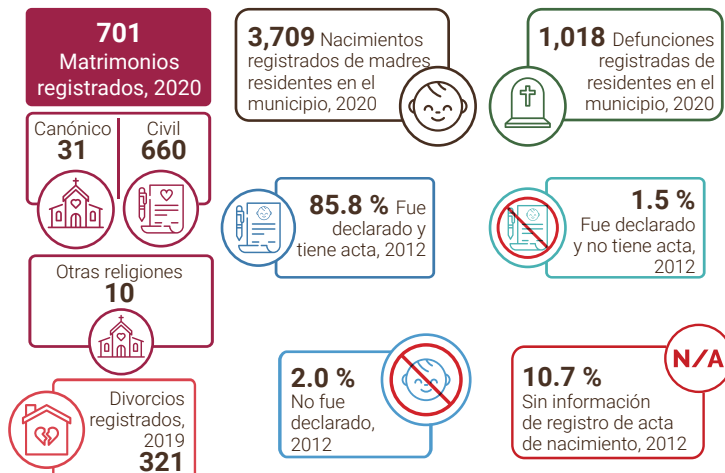 701
Matrimonios
registrados, 2020
Canónico
31
Civil
660
Otras religiones
10
Divorcios
registrados,
2019
321
3,709 Nacimientos
registrados de madres
residentes en el
municipio, 2020
1,018 Defunciones
registradas de
residentes en el
municipio, 2020
85.8 % Fue
declarado y
tiene acta, 2012
1.5 %
Fue declarado
y no tiene acta,
2012
2.0 %
No fue
declarado,
2012
N/A
10.7 %
Sin información
de registro de acta
de nacimiento, 2012